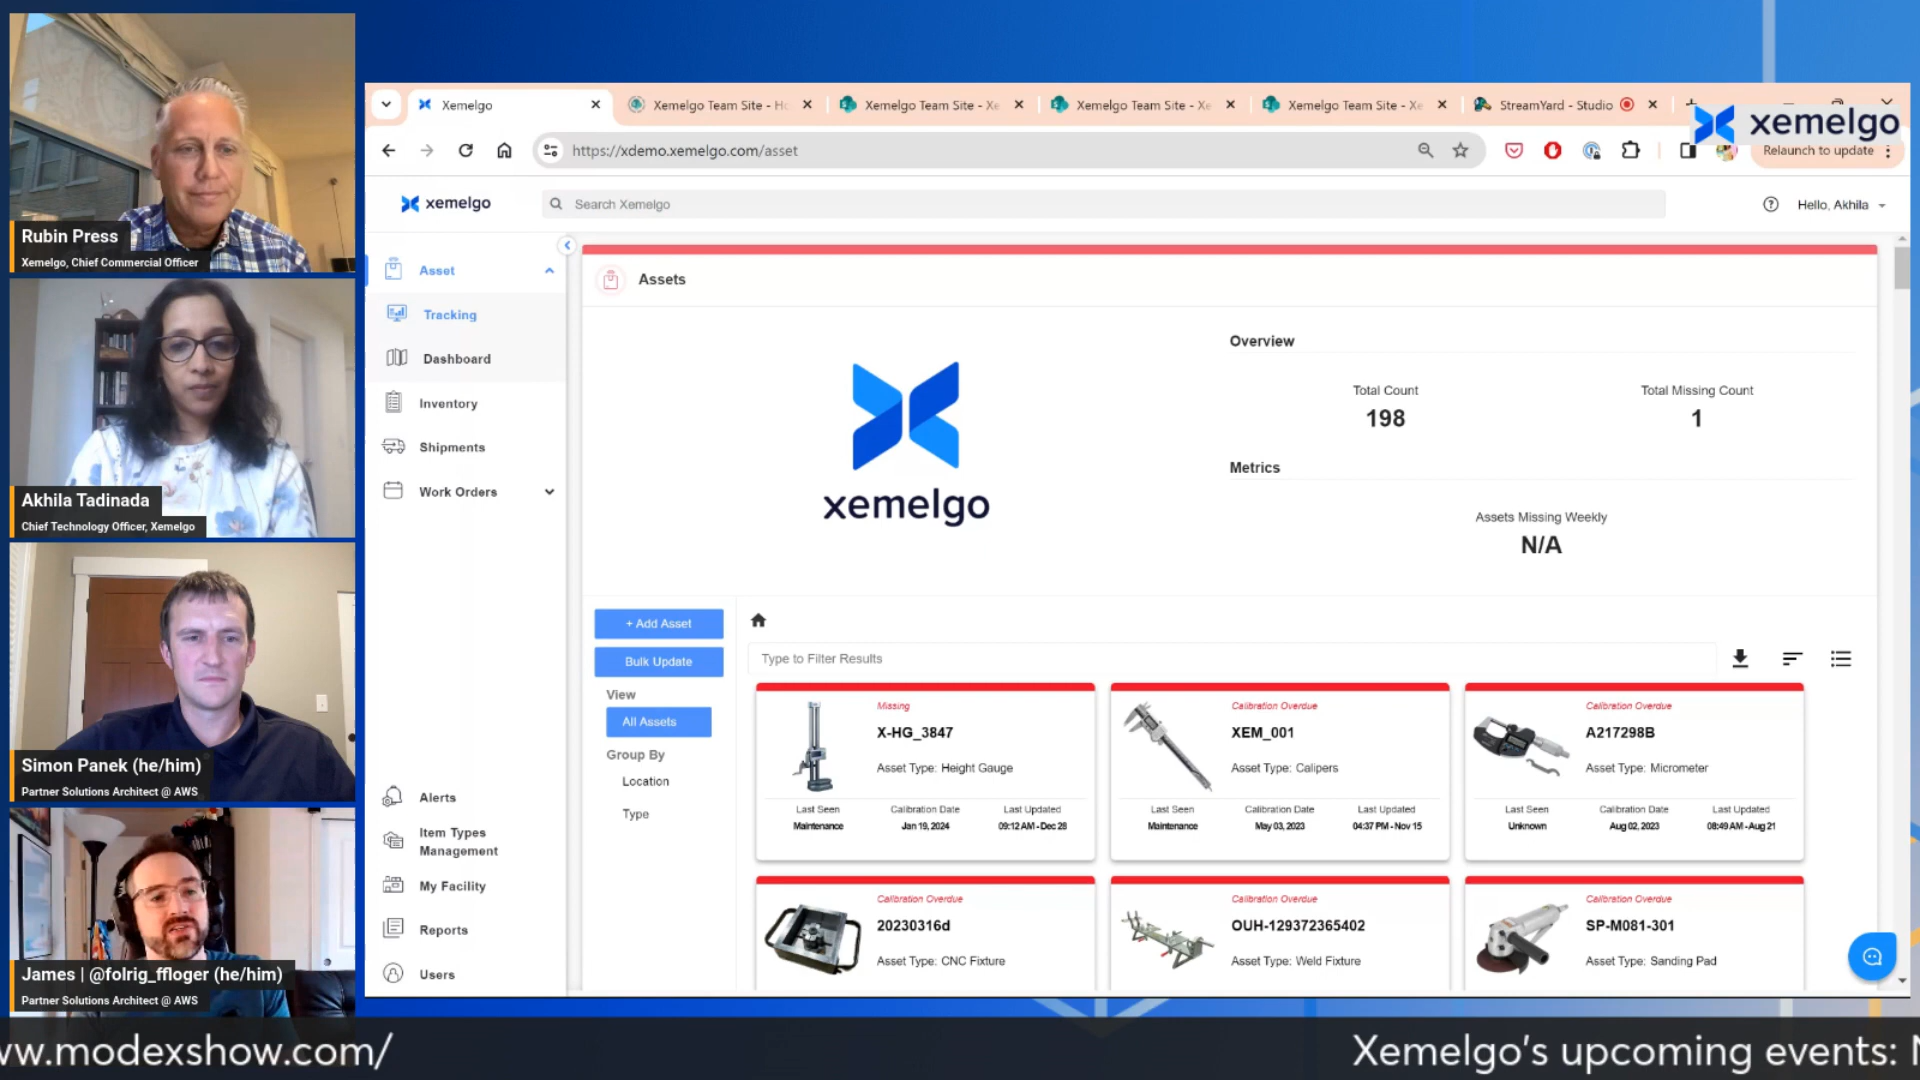 Rubin Press
Xemelgo, Chief Commercial Officer
Akhila Tadinada
Chief Technology Officer, Xemelgo
Simon Panek (he/him)
Partner Solutions Architect @ AWS
James | @folrig_ffloger (he/him)
Partner Solutions Architect @ AWS
Xemelgo
Xemelgo Team Site - Ho
Xemelgo Team Site - Xe
Xemelgo Team Site - Xe
Xemelgo Team Site - Xe
StreamYard - Studio
xemelgo
https://xdemo.xemelgo.com/asset
Relaunch to update
xemelgo
Search Xemelgo
Hello, Akhila
Asset
Tracking
Dashboard
Inventory
Shipments
Work Orders
Alerts
Item Types
Management
My Facility
Reports
Users
Assets
xemelgo
Overview
Total Count
198
Total Missing Count
1
Metrics
Assets Missing Weekly
N/A
+ Add Asset
Bulk Update
View
All Assets
Group By
Location
Type
Type to Filter Results
Missing
X-HG_3847
Asset Type: Height Gauge
Last Seen Calibration Date Last Updated
Maintenance Jan 19, 2024 09:12 AM - Dec 28
Calibration Overdue
XEM_001
Asset Type: Calipers
Last Seen Calibration Date Last Updated
Maintenance May 03, 2023 04:37 PM - Nov 15
Calibration Overdue
A217298B
Asset Type: Micrometer
Last Seen Calibration Date Last Updated
Unknown Aug 02, 2023 08:49 AM - Aug 21
Calibration Overdue
20230316d
Asset Type: CNC Fixture
Calibration Overdue
OUH-129372365402
Asset Type: Weld Fixture
Calibration Overdue
SP-M081-301
Asset Type: Sanding Pad
ww.modexshow.com/
Xemelgo's upcoming events: